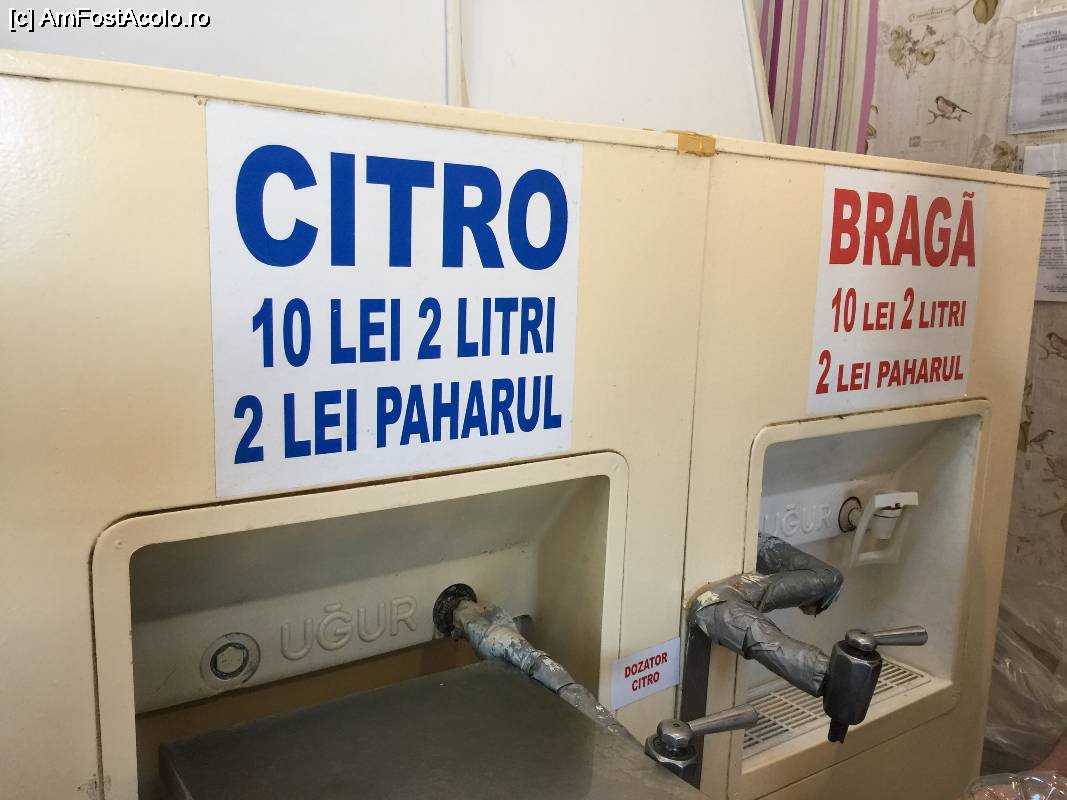 [c] AmFostAcolo.ro
CITRO
10 LEI 2 LITRI
2 LEI PAHARUL
BRAGÃ
10 LEI 2 LITRI
2 LEI PAHARUL
UĞUR
UĞUR
DOZATOR
CITRO